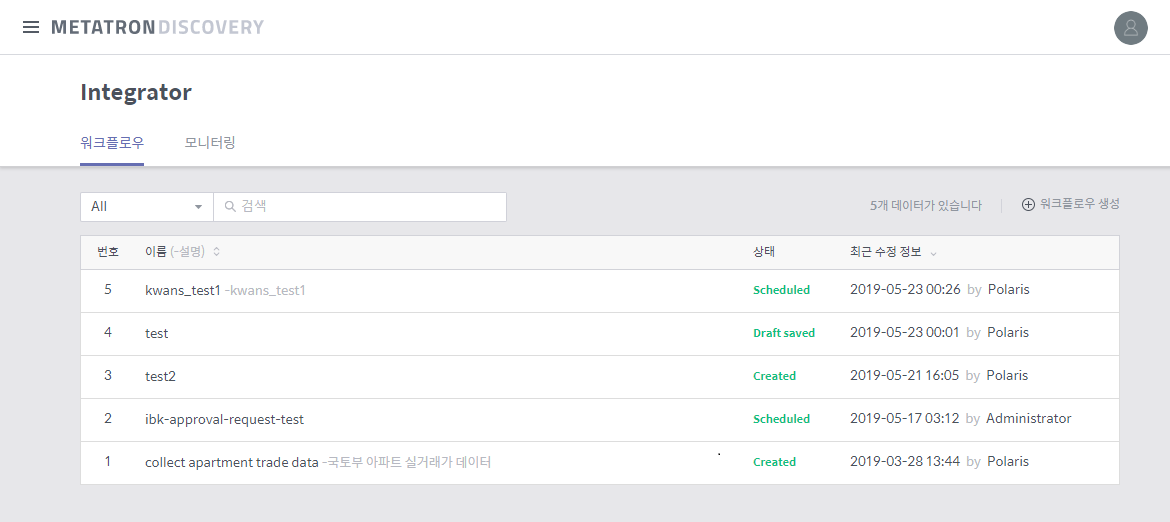 METATRONDISCOVERY
Integrator
워크플로우 모니터링
All 검색 5개 데이터가 있습니다 워크플로우 생성
번호 이름 (-설명) 상태 최근 수정 정보
5 kwans_test1 -kwans_test1 Scheduled 2019-05-23 00:26 by Polaris
4 test Draft saved 2019-05-23 00:01 by Polaris
3 test2 Created 2019-05-21 16:05 by Polaris
2 ibk-approval-request-test Scheduled 2019-05-17 03:12 by Administrator
1 collect apartment trade data -국토부 아파트 실거래가 데이터 Created 2019-03-28 13:44 by Polaris